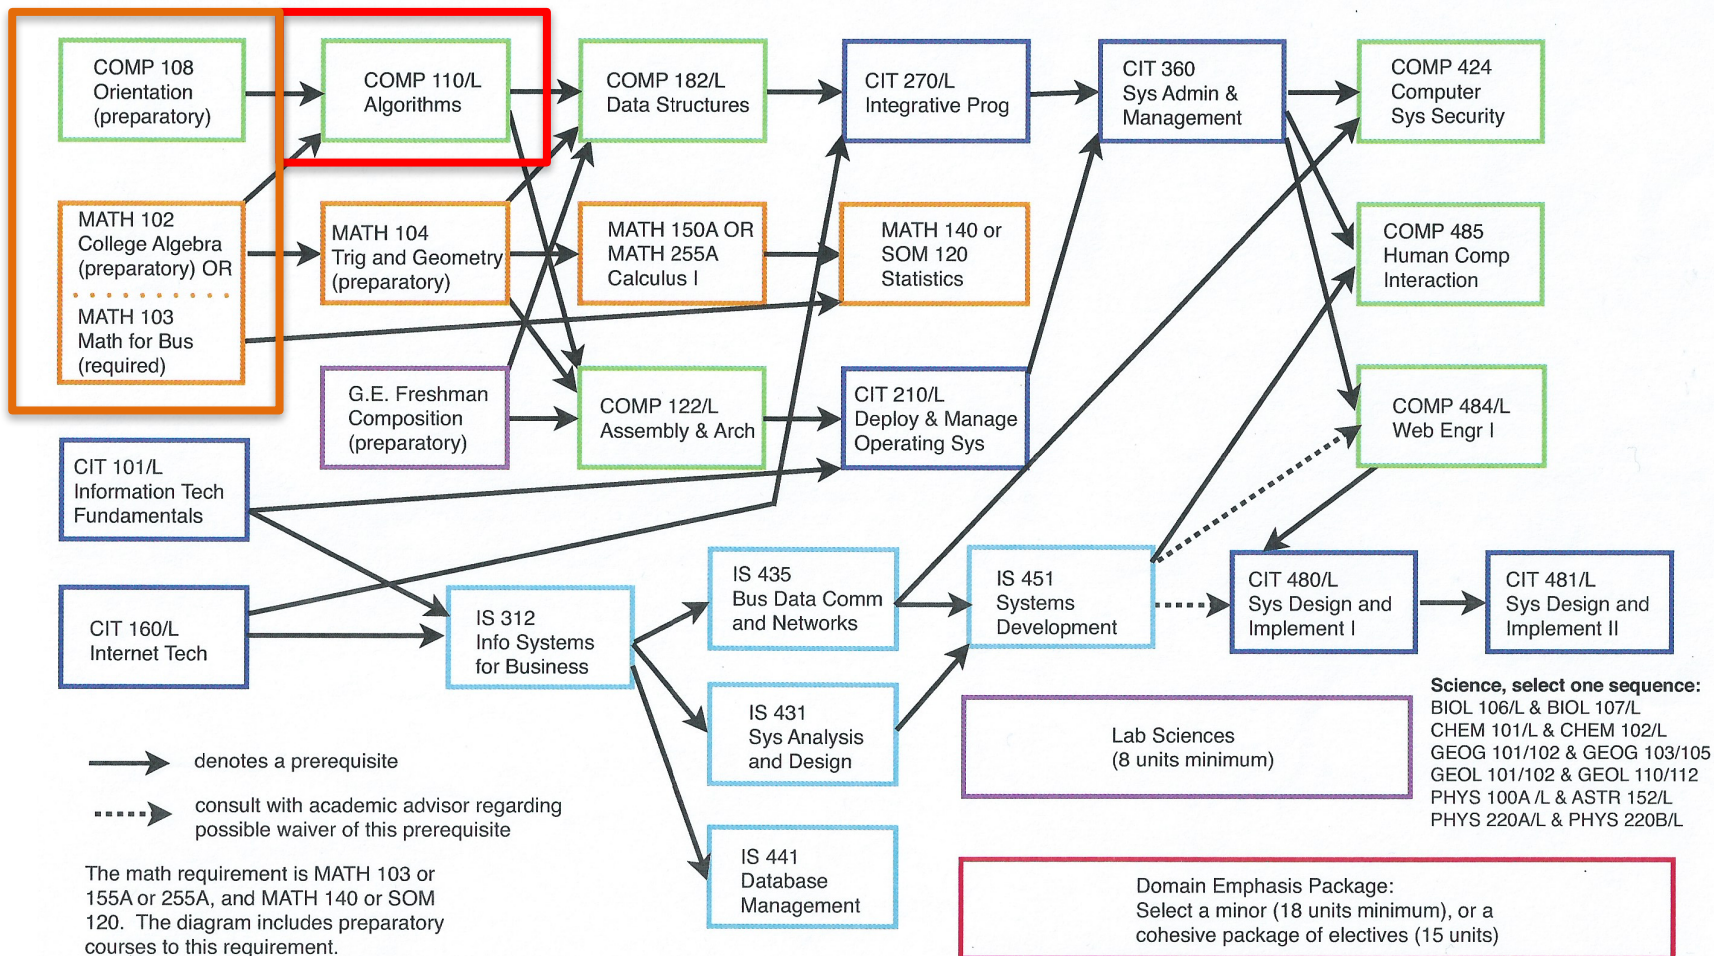 COMP 108
Orientation
(preparatory)
COMP 110/L
Algorithms
COMP 182/L
Data Structures
CIT 270/L
Integrative Prog
CIT 360
Sys Admin &
Management
COMP 424
Computer
Sys Security
MATH 102
College Algebra
(preparatory) OR
MATH 103
Math for Bus
(required)
MATH 104
Trig and Geometry
(preparatory)
MATH 150A OR
MATH 255A
Calculus I
MATH 140 or
SOM 120
Statistics
COMP 485
Human Comp
Interaction
G.E. Freshman
Composition
(preparatory)
COMP 122/L
Assembly & Arch
CIT 210/L
Deploy & Manage
Operating Sys
COMP 484/L
Web Engr I
CIT 101/L
Information Tech
Fundamentals
CIT 160/L
Internet Tech
IS 312
Info Systems
for Business
IS 435
Bus Data Comm
and Networks
IS 451
Systems
Development
CIT 480/L
Sys Design and
Implement I
CIT 481/L
Sys Design and
Implement II
IS 431
Sys Analysis
and Design
IS 441
Database
Management
Lab Sciences
(8 units minimum)
Science, select one sequence:
BIOL 106/L & BIOL 107/L
CHEM 101/L & CHEM 102/L
GEOG 101/102 & GEOG 103/105
GEOL 101/102 & GEOL 110/112
PHYS 100A /L & ASTR 152/L
PHYS 220A/L & PHYS 220B/L
denotes a prerequisite
consult with academic advisor regarding
possible waiver of this prerequisite
The math requirement is MATH 103 or
155A or 255A, and MATH 140 or SOM
120. The diagram includes preparatory
courses to this requirement.
Domain Emphasis Package:
Select a minor (18 units minimum), or a
cohesive package of electives (15 units)